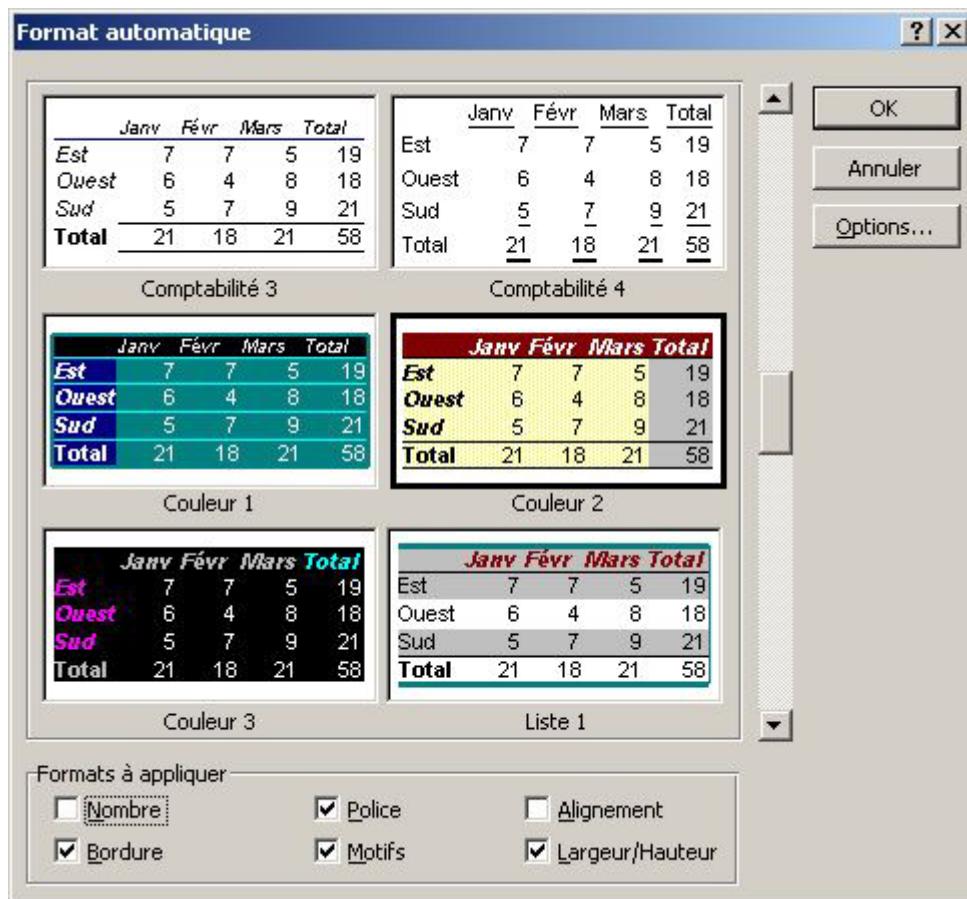 Format automatique
OK
Annuler
Options...
Janv Févr Mars Total
Est 7 7 5 19
Ouest 6 4 8 18
Sud 5 7 9 21
Total 21 18 21 58
Comptabilité 3
Janv Févr Mars Total
Est 7 7 5 19
Ouest 6 4 8 18
Sud 5 7 9 21
Total 21 18 21 58
Comptabilité 4
Janv Févr Mars Total
Est 7 7 5 19
Ouest 6 4 8 18
Sud 5 7 9 21
Total 21 18 21 58
Couleur 1
Janv Févr Mars Total
Est 7 7 5 19
Ouest 6 4 8 18
Sud 5 7 9 21
Total 21 18 21 58
Couleur 2
Janv Févr Mars Total
Est 7 7 5 19
Ouest 6 4 8 18
Sud 5 7 9 21
Total 21 18 21 58
Couleur 3
Janv Févr Mars Total
Est 7 7 5 19
Ouest 6 4 8 18
Sud 5 7 9 21
Total 21 18 21 58
Liste 1
Formats à appliquer
Nombre Police Alignement
Bordure Motifs Largeur/Hauteur